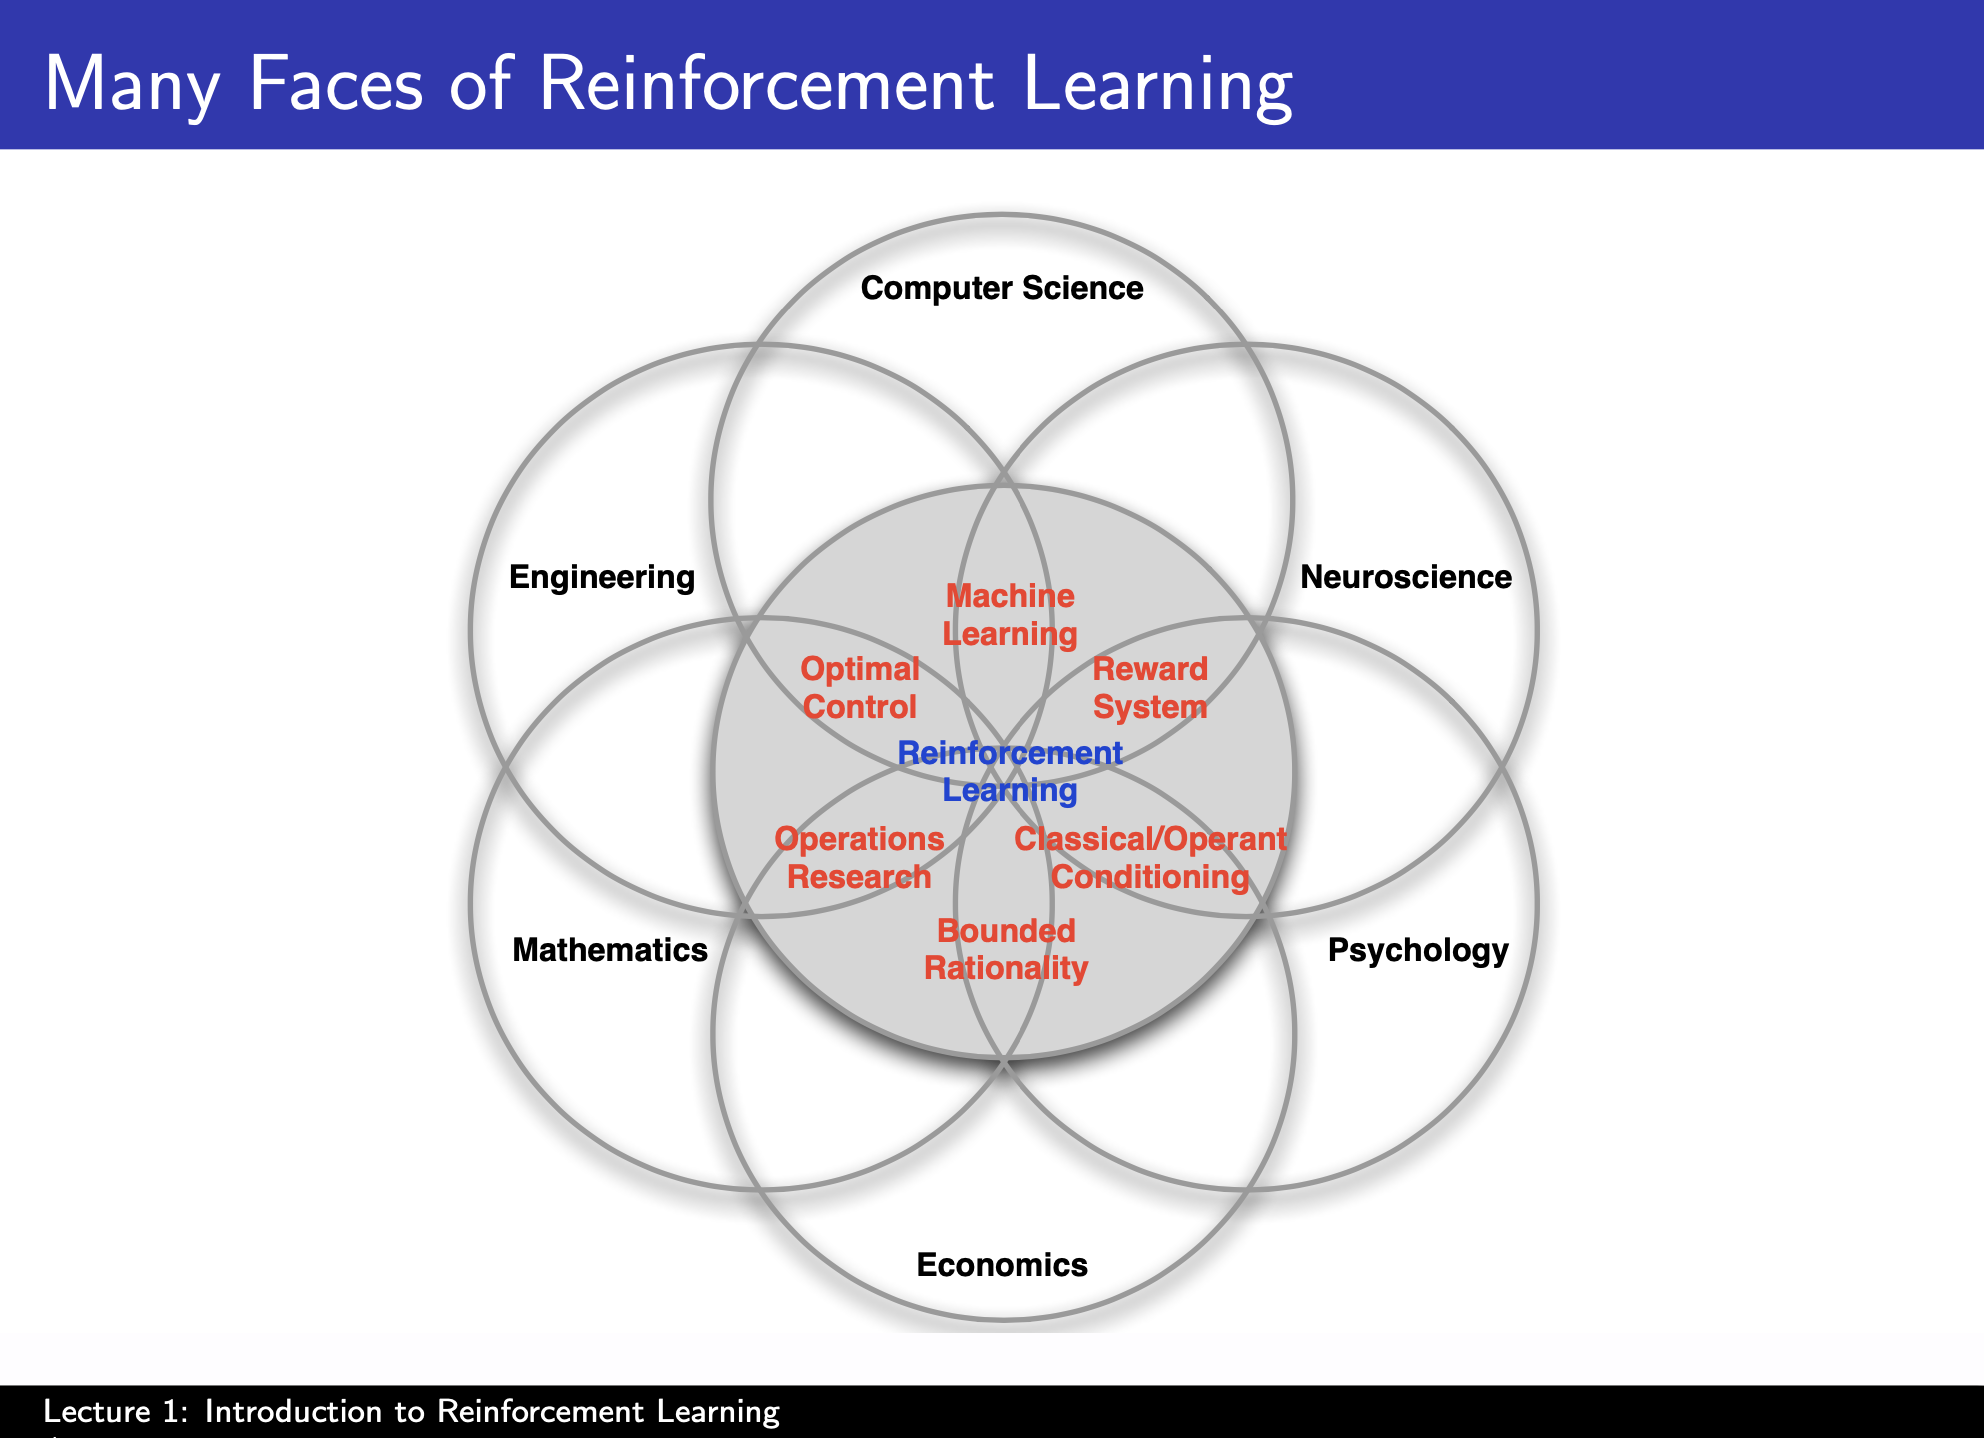 Many Faces of Reinforcement Learning
Computer Science
Engineering
Neuroscience
Machine
Learning
Optimal
Control
Reward
System
Reinforcement
Learning
Operations
Research
Classical/Operant
Conditioning
Bounded
Rationality
Mathematics
Psychology
Economics
Lecture 1: Introduction to Reinforcement Learning